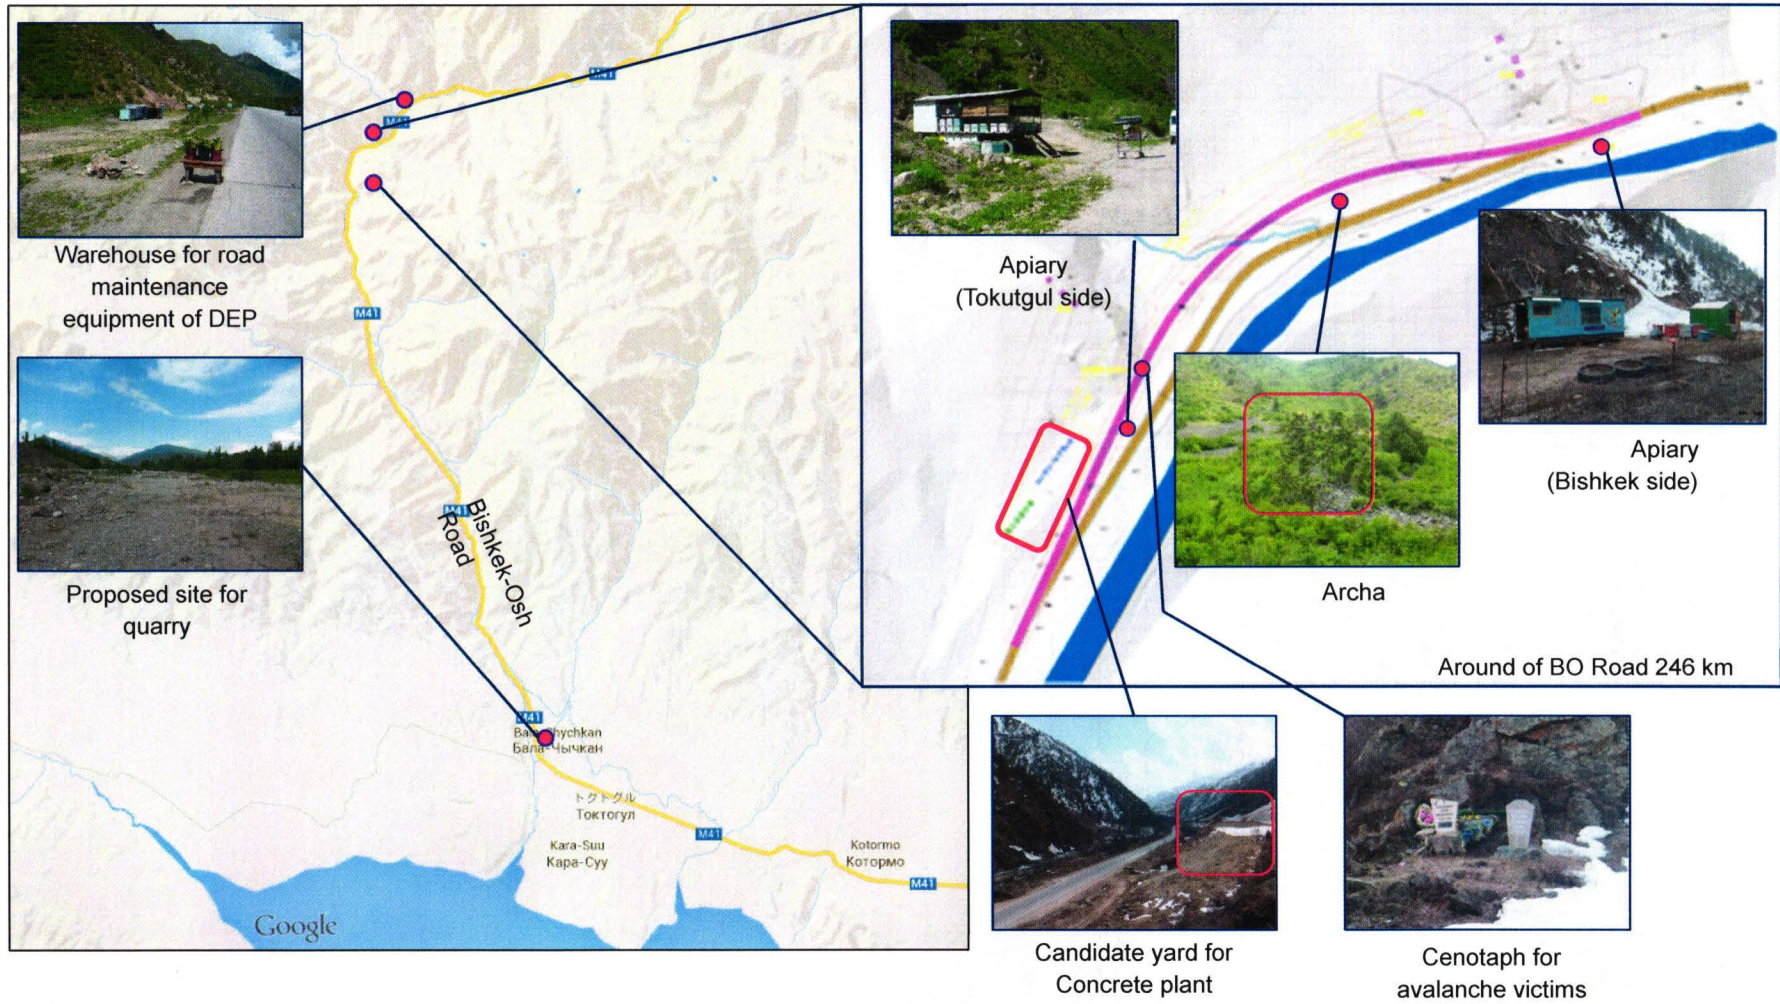 Warehouse for road
maintenance
equipment of DEP
Proposed site for
quarry
M41
M41
M41
M41
Bishkek-Osh
Road
M41
Бала-Чычкан
トクトグル
Токтогул
M41
Kara-Suu
Кара-Суу
Kotormo
Котормо
M41
Google
Apiary
(Tokutgul side)
Archa
Apiary
(Bishkek side)
Around of BO Road 246 km
Candidate yard for
Concrete plant
Cenotaph for
avalanche victims